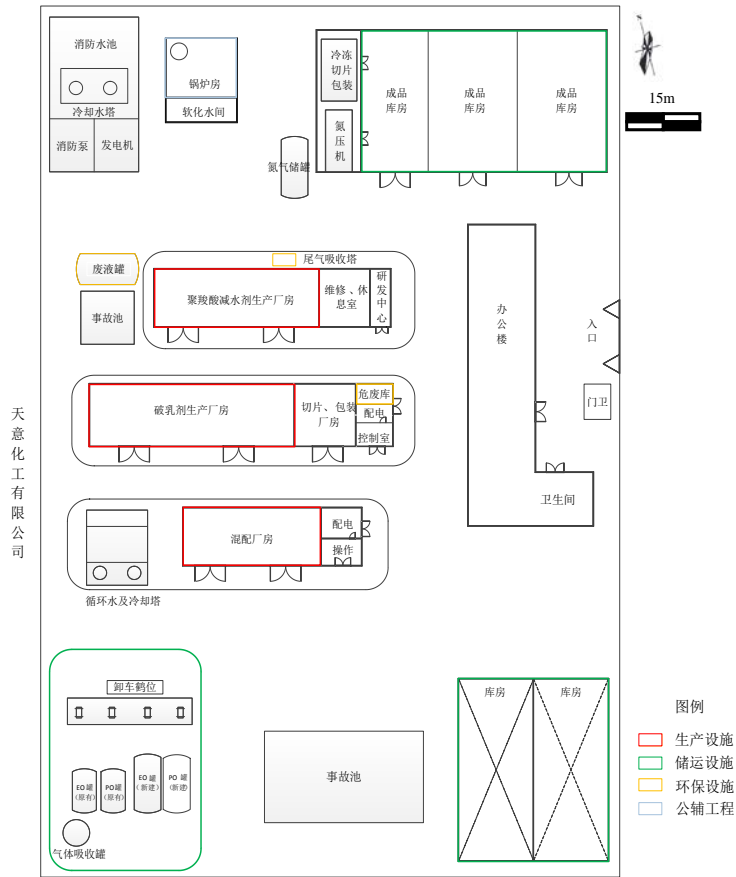 消防水池
冷却水塔
消防泵
发电机
锅炉房
软化水间
冷冻
切片
包装
氮
压
机
氮气储罐
成品
库房
成品
库房
成品
库房
15m
废液罐
事故池
尾气吸收塔
聚羧酸减水剂生产厂房
维修、休
息室
研
发
中
心
办
公
楼
入
口
门卫
卫生间
破乳剂生产厂房
切片、包装
厂房
危废库
配电
控制室
天
意
化
工
有
限
公
司
混配厂房
配电
操作
循环水及冷却塔
卸车鹤位
EO罐
(原有)
PO罐
(原有)
EO罐
(新建)
PO罐
(新建)
气体吸收罐
事故池
库房
库房
图例
生产设施
储运设施
环保设施
公辅工程